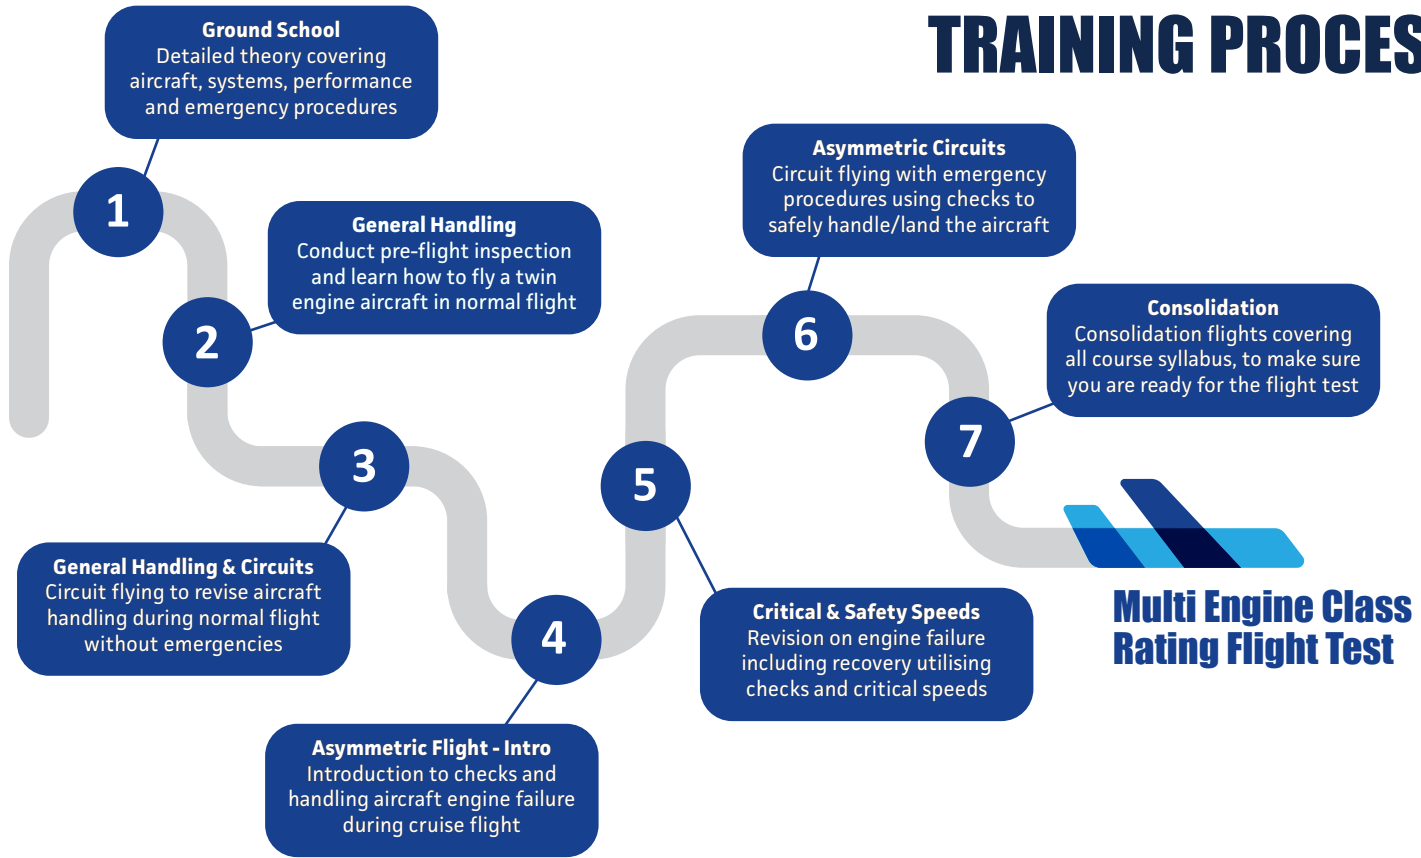 TRAINING PROCES
1
Ground School
Detailed theory covering
aircraft, systems, performance
and emergency procedures
2
General Handling
Conduct pre-flight inspection
and learn how to fly a twin
engine aircraft in normal flight
3
General Handling & Circuits
Circuit flying to revise aircraft
handling during normal flight
without emergencies
4
Asymmetric Flight - Intro
Introduction to checks and
handling aircraft engine failure
during cruise flight
5
Critical & Safety Speeds
Revision on engine failure
including recovery utilising
checks and critical speeds
6
Asymmetric Circuits
Circuit flying with emergency
procedures using checks to
safely handle/land the aircraft
7
Consolidation
Consolidation flights covering
all course syllabus, to make sure
you are ready for the flight test
Multi Engine Class
Rating Flight Test